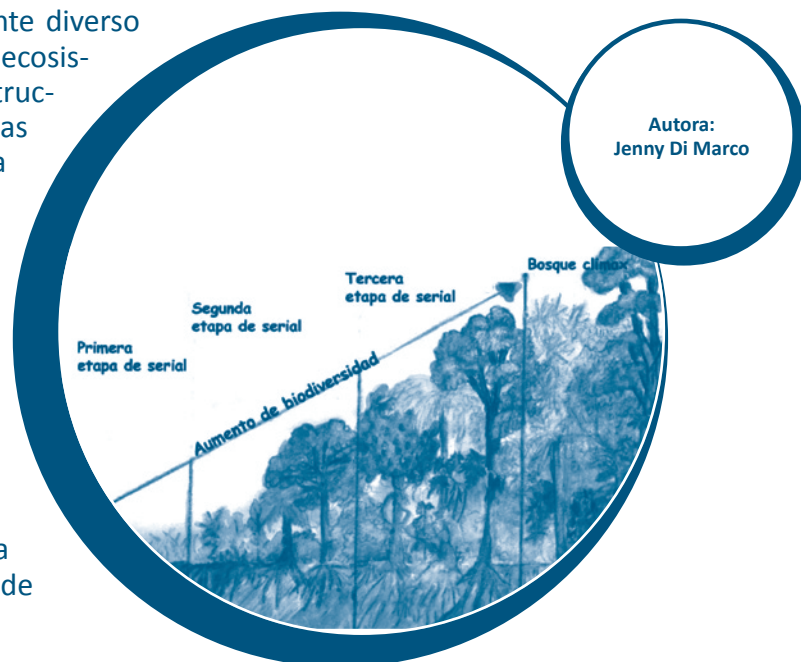 nte diverso
ecosis-
truc-
as
a
Autora:
Jenny Di Marco
Bosque clímax
Tercera
etapa de serial
Segunda
etapa de serial
Primera
etapa de serial
Aumento de biodiversidad
a
de